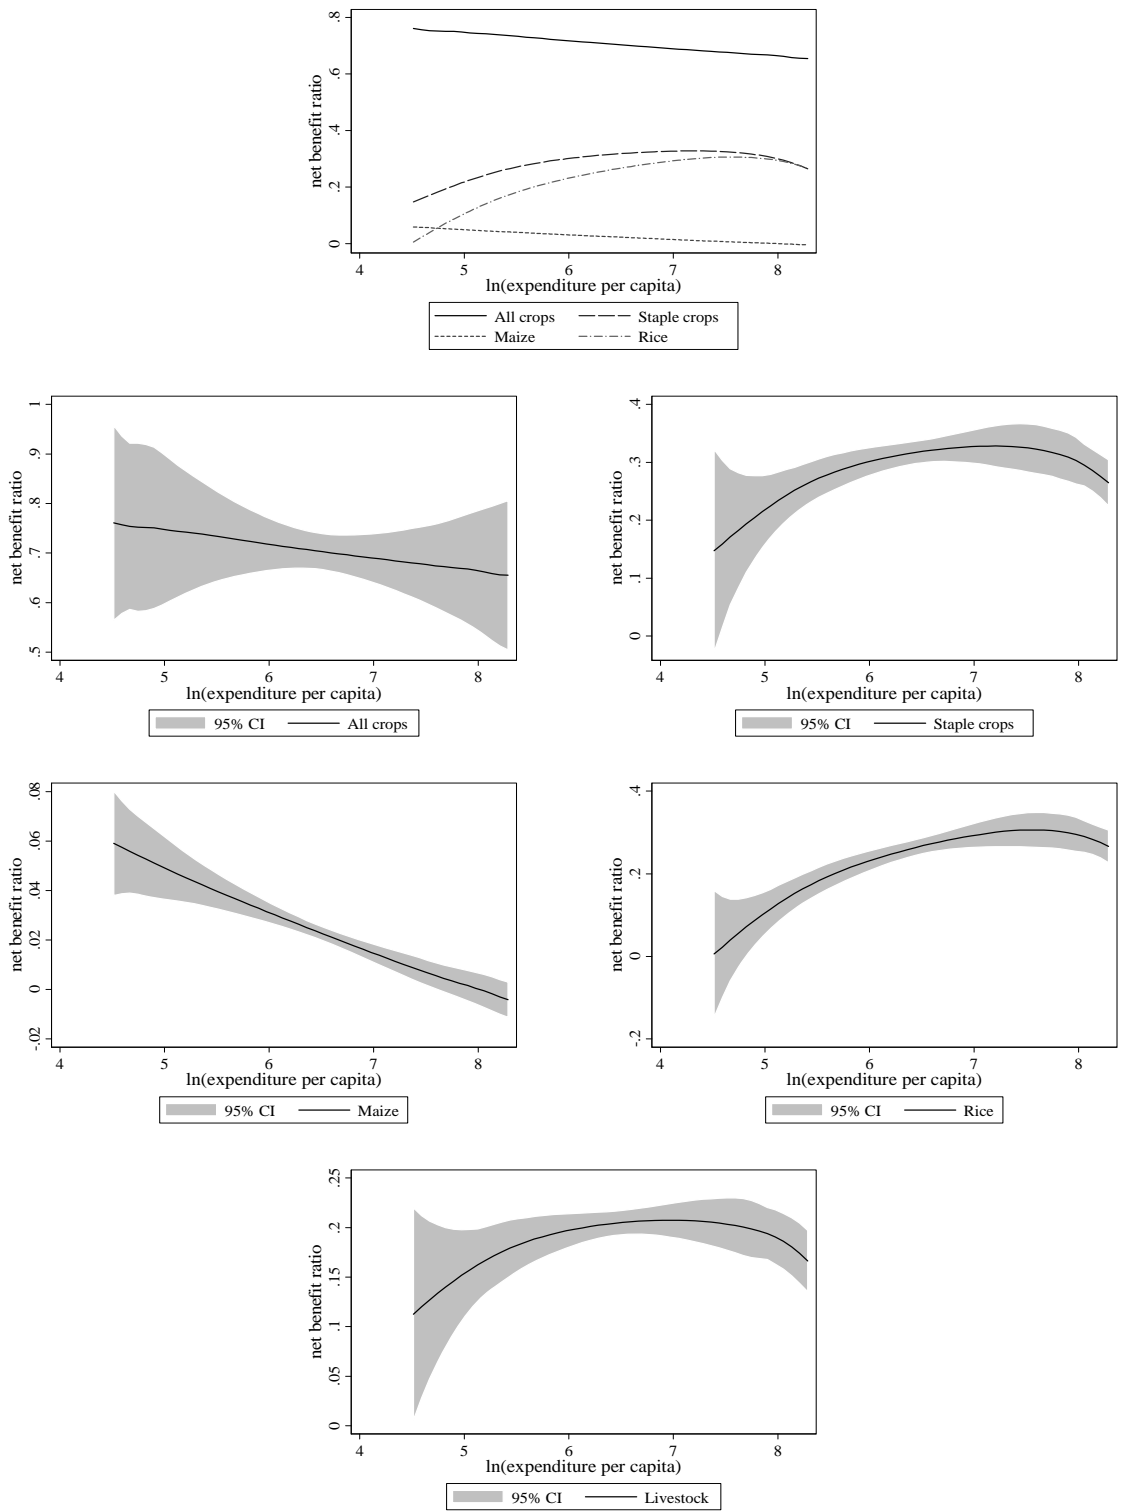 net benefit ratio
.8
.6
.4
.2
0
4 5 6 7 8
ln(expenditure per capita)
All crops Staple crops
Maize Rice
net benefit ratio
1
.9
.8
.7
.6
.5
4 5 6 7 8
ln(expenditure per capita)
95% CI All crops
net benefit ratio
.4
.3
.2
.1
0
4 5 6 7 8
ln(expenditure per capita)
95% CI Staple crops
net benefit ratio
.08
.06
.04
.02
0
-.02
4 5 6 7 8
ln(expenditure per capita)
95% CI Maize
net benefit ratio
.4
.2
0
-.2
4 5 6 7 8
ln(expenditure per capita)
95% CI Rice
net benefit ratio
.25
.2
.15
.1
.05
0
4 5 6 7 8
ln(expenditure per capita)
95% CI Livestock